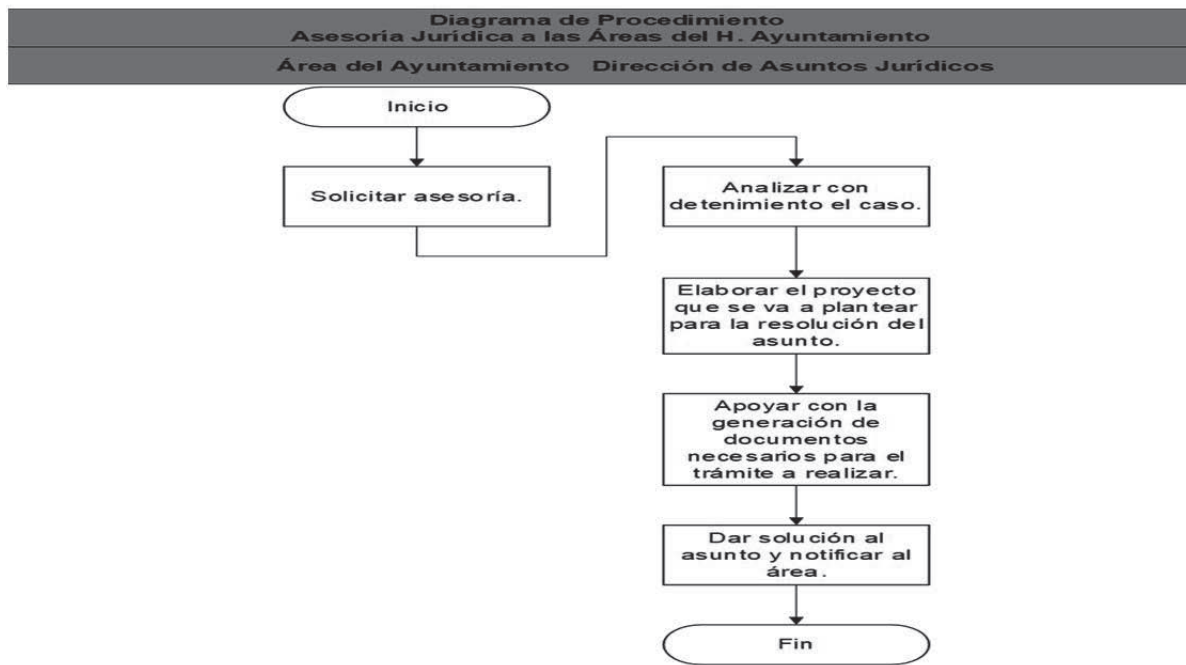 Diagrama de Procedimiento
Asesoría Jurídica a las Áreas del H. Ayuntamiento
Área del Ayuntamiento Dirección de Asuntos Jurídicos
Inicio
Solicitar asesoría.
Analizar con
detenimiento el caso.
Elaborar el proyecto
que se va a plantear
para la resolución del
asunto.
Apoyar con la
generación de
documentos
necesarios para el
trámite a realizar.
Dar solución al
asunto y notificar al
área.
Fin